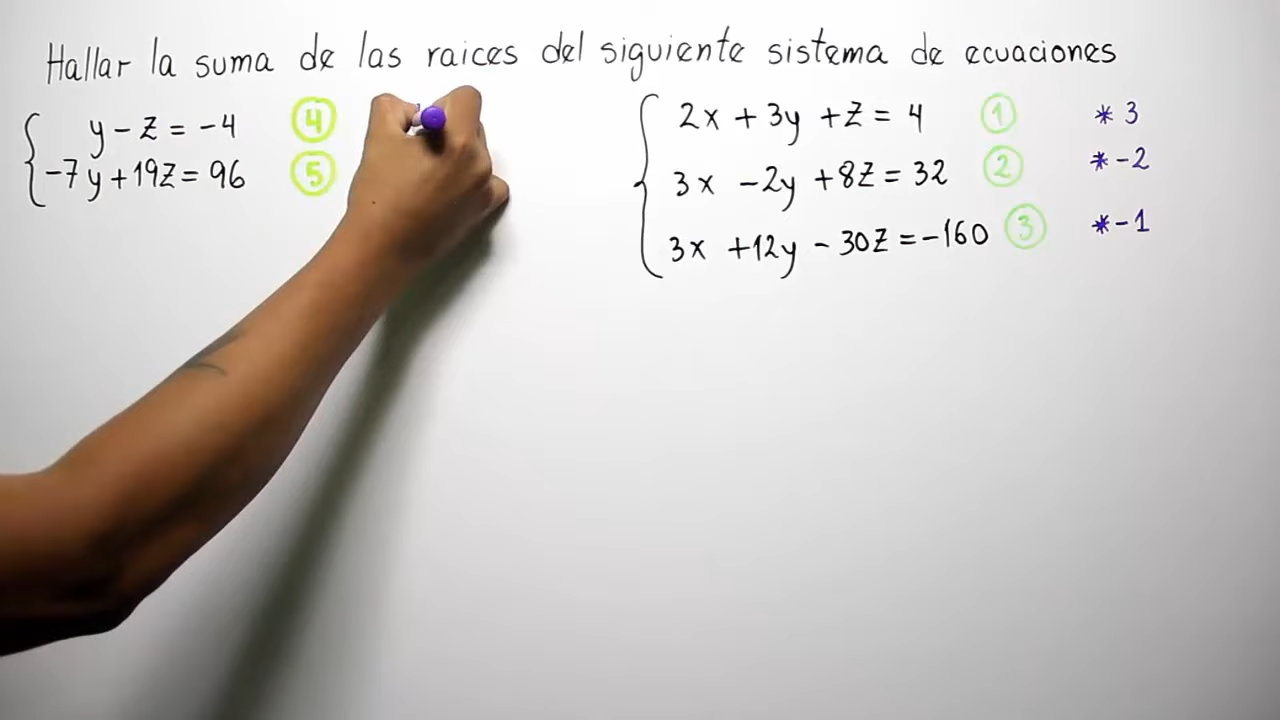 Hallar la suma de las raices del siguiente sistema de ecuaciones
y - z = -4 4
-7y + 19z = 96 5
2x + 3y + z = 4 1 * 3
3x - 2y + 8z = 32 2 * -2
3x + 12y - 30z = -160 3 * -1